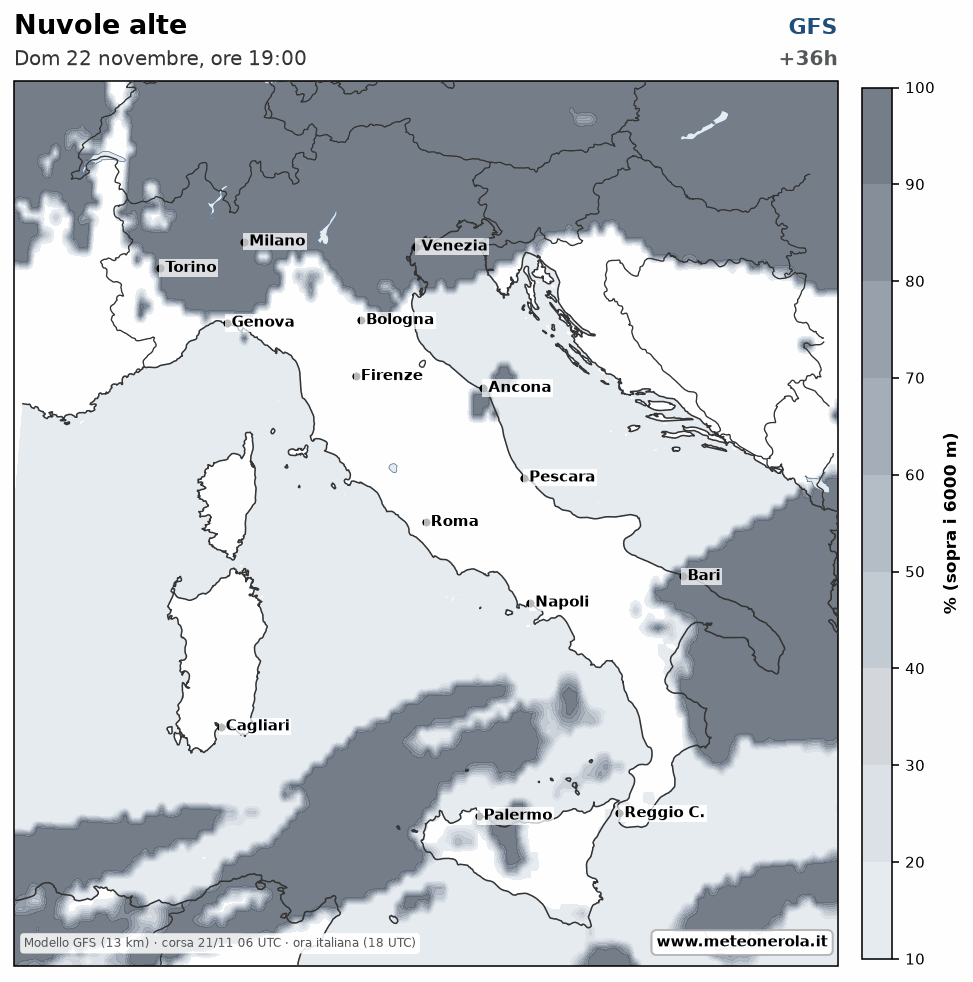 Nuvole alte
GFS
Dom 22 novembre, ore 19:00
+36h
100
90
80
70
60
50
40
30
20
10
% (sopra i 6000 m)
Milano
Venezia
Torino
Genova
Bologna
Firenze
Ancona
Pescara
Roma
Bari
Napoli
Cagliari
Palermo
Reggio C.
Modello GFS (13 km) · corsa 21/11 06 UTC · ora italiana (18 UTC)
www.meteonerola.it